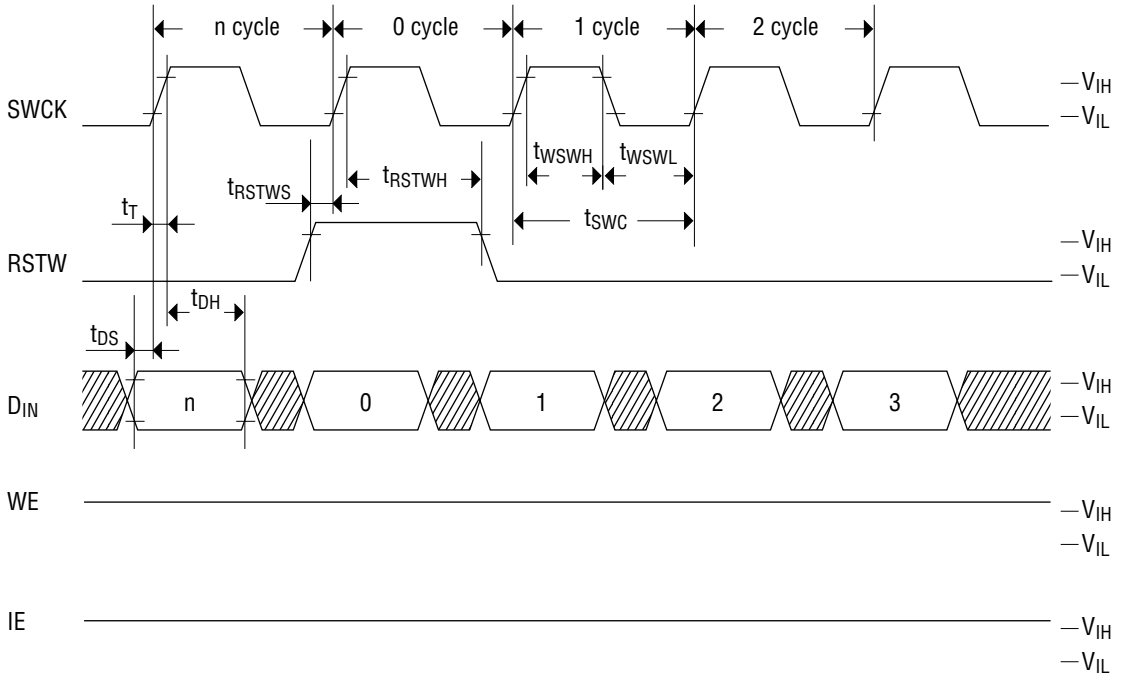 n cycle 0 cycle 1 cycle 2 cycle
SWCK
VIH
VIL
tWSWH tWSWL
tRSTWS tRSTWH
tT
tSWC
RSTW
VIH
VIL
tDH
tDS
DIN
n 0 1 2 3
VIH
VIL
WE
VIH
VIL
IE
VIH
VIL